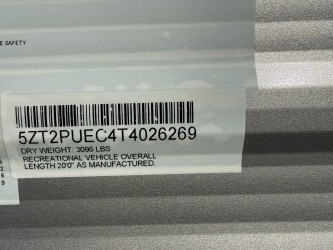 E SAFETY
5ZT2PUEC4T4026269
DRY WEIGHT: 3096 LBS
RECREATIONAL VEHICLE OVERALL
LENGTH 20'0" AS MANUFACTURED.